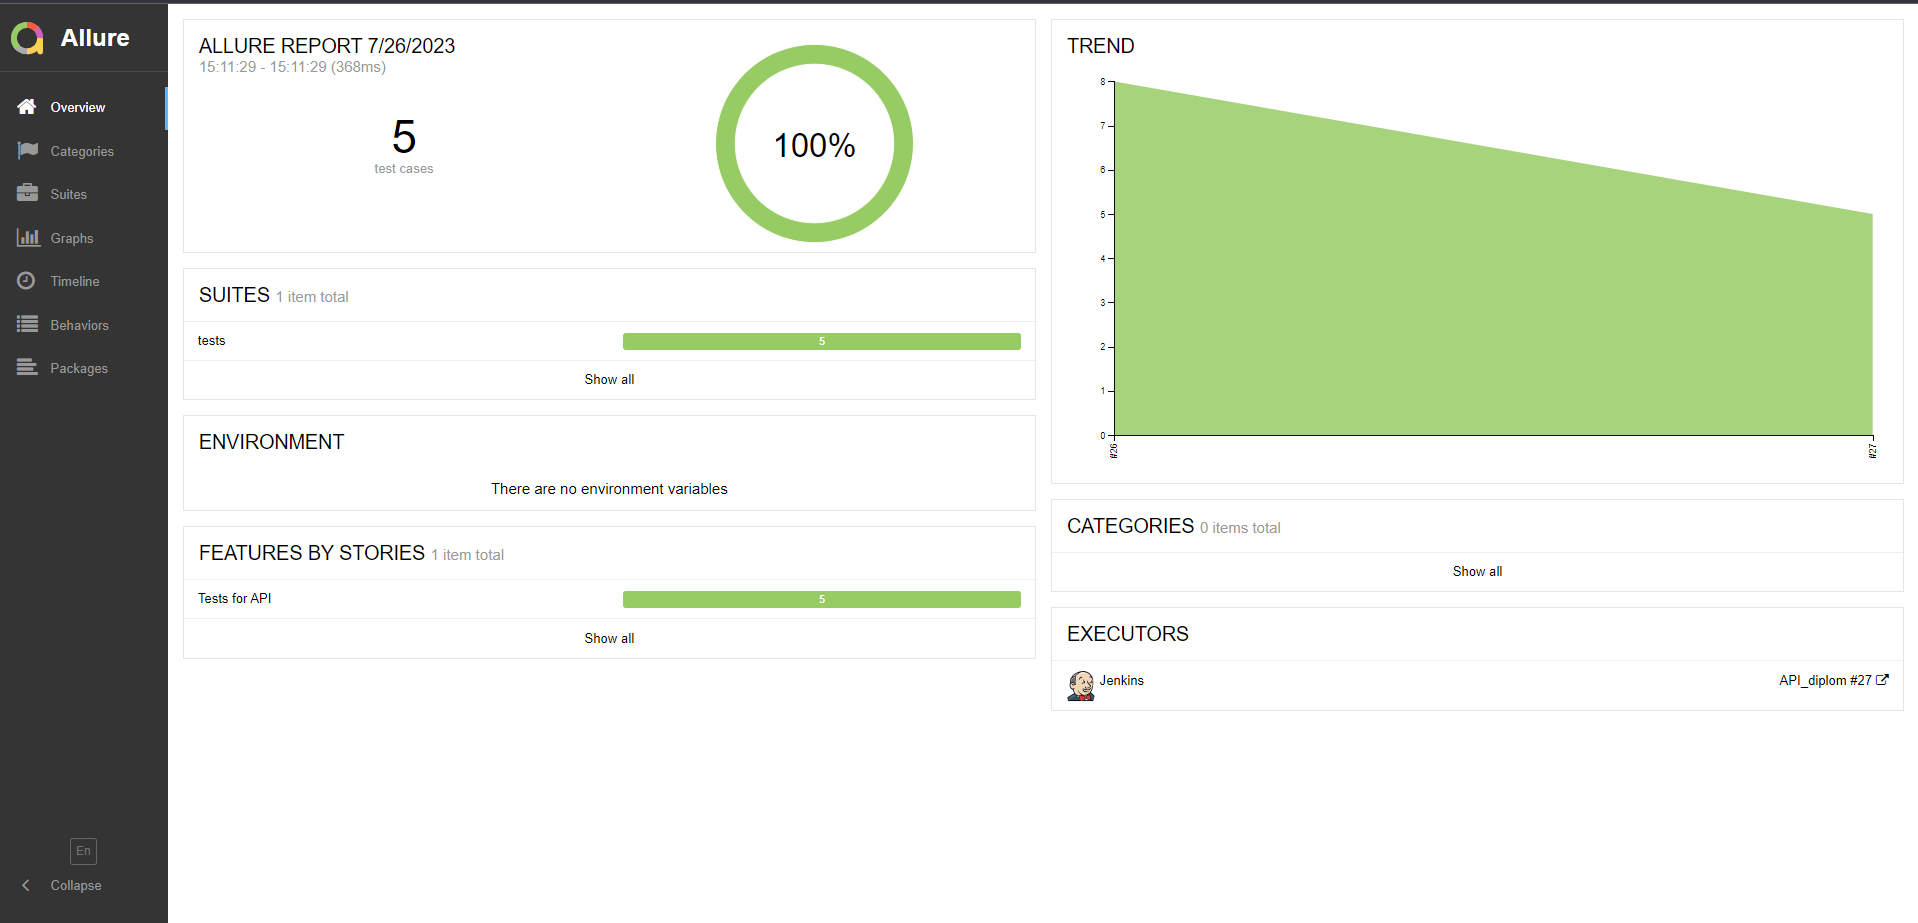 Allure
Overview
Categories
Suites
Graphs
Timeline
Behaviors
Packages
En
Collapse
ALLURE REPORT 7/26/2023
15:11:29 - 15:11:29 (368ms)
5
test cases
100%
SUITES 1 item total
tests 5
Show all
ENVIRONMENT
There are no environment variables
FEATURES BY STORIES 1 item total
Tests for API 5
Show all
TREND
8
7
6
5
4
3
2
1
0
#26 #27
CATEGORIES 0 items total
Show all
EXECUTORS
Jenkins API_diplom #27